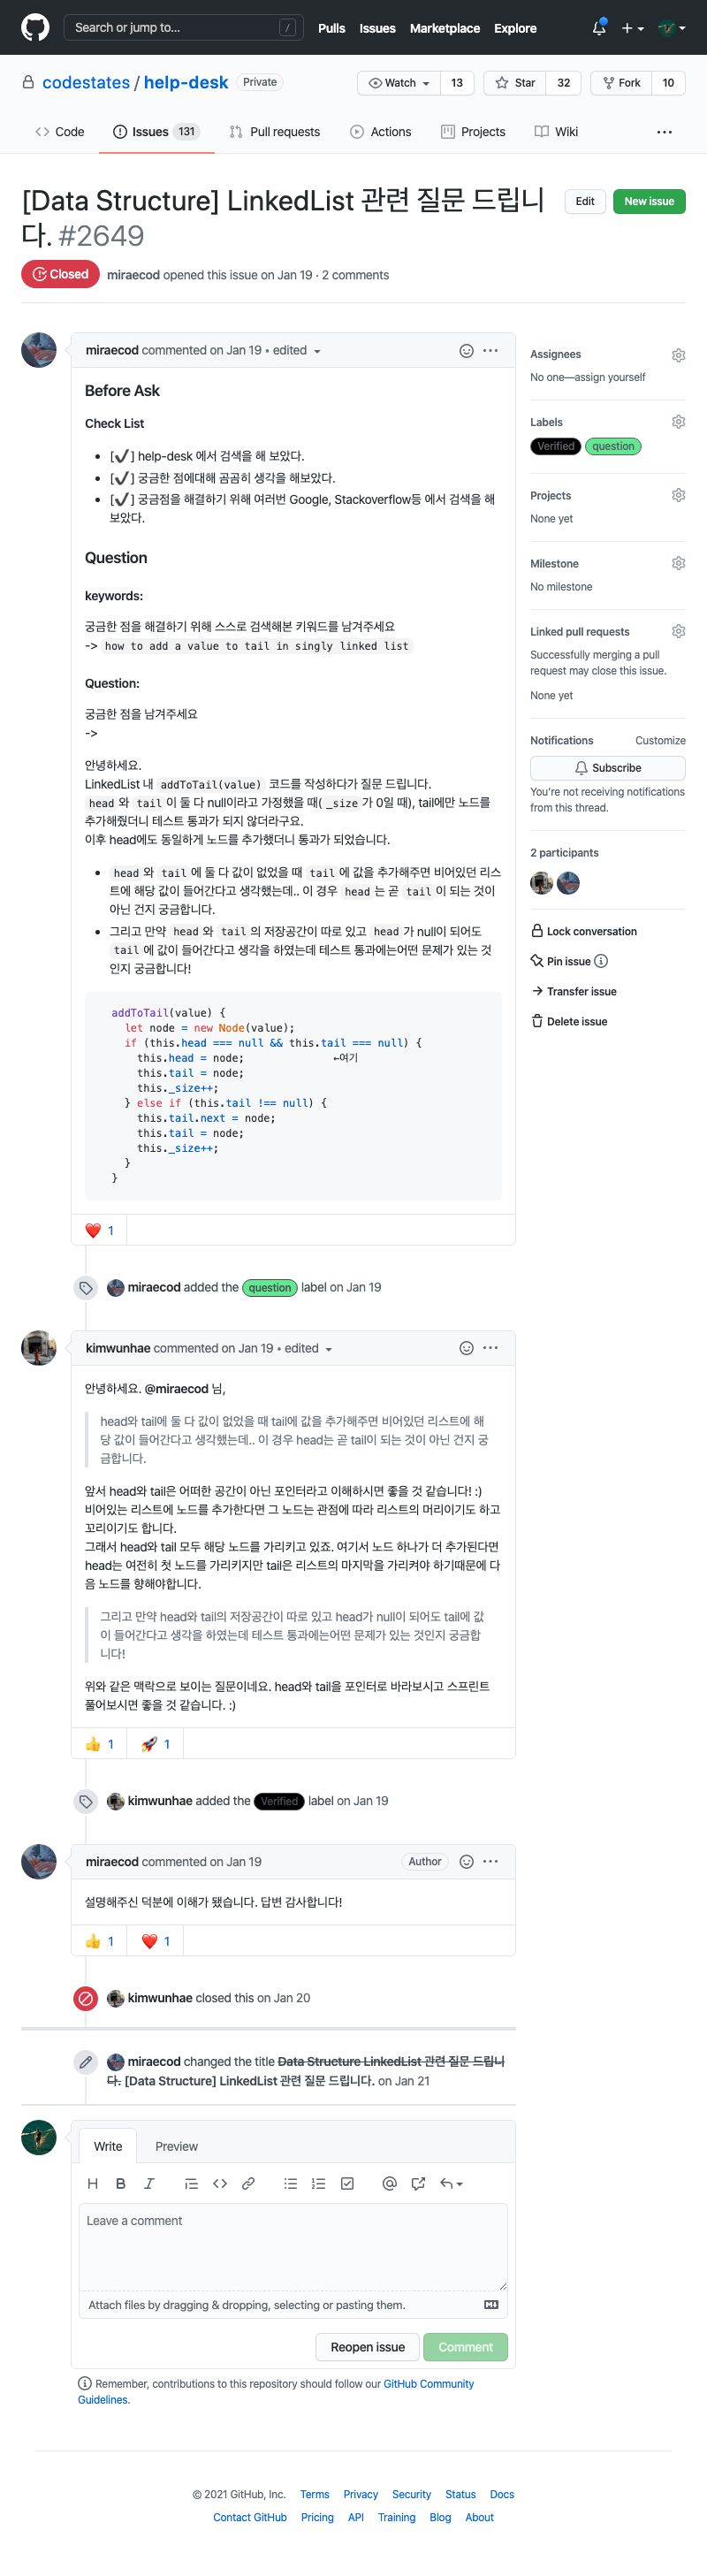 Search or jump to... /
Pulls Issues Marketplace Explore
codestates / help-desk Private
Watch 13 Star 32 Fork 10
Code Issues 131 Pull requests Actions Projects Wiki
[Data Structure] LinkedList 관련 질문 드립니
다. #2649
Edit New issue
Closed miraecod opened this issue on Jan 19 · 2 comments
miraecod commented on Jan 19 • edited
Before Ask
Check List
• [✔] help-desk 에서 검색을 해 보았다.
• [✔] 궁금한 점에대해 곰곰히 생각을 해보았다.
• [✔] 궁금점을 해결하기 위해 여러번 Google, Stackoverflow등 에서 검색을 해
보았다.
Question
keywords:
궁금한 점을 해결하기 위해 스스로 검색해본 키워드를 남겨주세요
-> how to add a value to tail in singly linked list
Question:
궁금한 점을 남겨주세요
->
안녕하세요.
LinkedList 내 addToTail(value) 코드를 작성하다가 질문 드립니다.
head 와 tail 이 둘 다 null이라고 가정했을 때( _size 가 0일 때), tail에만 노드를
추가해줬더니 테스트 통과가 되지 않더라구요.
이후 head에도 동일하게 노드를 추가했더니 통과가 되었습니다.
• head 와 tail 에 둘 다 값이 없었을 때 tail 에 값을 추가해주면 비어있던 리스
트에 해당 값이 들어간다고 생각했는데.. 이 경우 head 는 곧 tail 이 되는 것이
아닌 건지 궁금합니다.
• 그리고 만약 head 와 tail 의 저장공간이 따로 있고 head 가 null이 되어도
tail 에 값이 들어간다고 생각을 하였는데 테스트 통과에는어떤 문제가 있는 것
인지 궁금합니다!
addToTail(value) {
let node = new Node(value);
if (this.head === null && this.tail === null) {
this.head = node; ←여기
this.tail = node;
this._size++;
} else if (this.tail !== null) {
this.tail.next = node;
this.tail = node;
this._size++;
}
}
❤️ 1
miraecod added the question label on Jan 19
kimwunhae commented on Jan 19 • edited
안녕하세요. @miraecod 님,
head와 tail에 둘 다 값이 없었을 때 tail에 값을 추가해주면 비어있던 리스트에 해
당 값이 들어간다고 생각했는데.. 이 경우 head는 곧 tail이 되는 것이 아닌 건지 궁
금합니다.
앞서 head와 tail은 어떠한 공간이 아닌 포인터라고 이해하시면 좋을 것 같습니다! :)
비어있는 리스트에 노드를 추가한다면 그 노드는 관점에 따라 리스트의 머리이기도 하고
꼬리이기도 합니다.
그래서 head와 tail 모두 해당 노드를 가리키고 있죠. 여기서 노드 하나가 더 추가된다면
head는 여전히 첫 노드를 가리키지만 tail은 리스트의 마지막을 가리켜야 하기때문에 다
음 노드를 향해야합니다.
그리고 만약 head와 tail의 저장공간이 따로 있고 head가 null이 되어도 tail에 값
이 들어간다고 생각을 하였는데 테스트 통과에는어떤 문제가 있는 것인지 궁금합
니다!
위와 같은 맥락으로 보이는 질문이네요. head와 tail을 포인터로 바라보시고 스프린트
풀어보시면 좋을 것 같습니다. :)
👍 1 🚀 1
kimwunhae added the Verified label on Jan 19
miraecod commented on Jan 19 Author
설명해주신 덕분에 이해가 됐습니다. 답변 감사합니다!
👍 1 ❤️ 1
kimwunhae closed this on Jan 20
miraecod changed the title Data Structure LinkedList 관련 질문 드립니
다. [Data Structure] LinkedList 관련 질문 드립니다. on Jan 21
Write Preview
Leave a comment
Attach files by dragging & dropping, selecting or pasting them.
Reopen issue Comment
Remember, contributions to this repository should follow our GitHub Community
Guidelines.
Assignees
No one—assign yourself
Labels
Verified question
Projects
None yet
Milestone
No milestone
Linked pull requests
Successfully merging a pull
request may close this issue.
None yet
Notifications Customize
Subscribe
You're not receiving notifications
from this thread.
2 participants
Lock conversation
Pin issue
Transfer issue
Delete issue
© 2021 GitHub, Inc. Terms Privacy Security Status Docs
Contact GitHub Pricing API Training Blog About